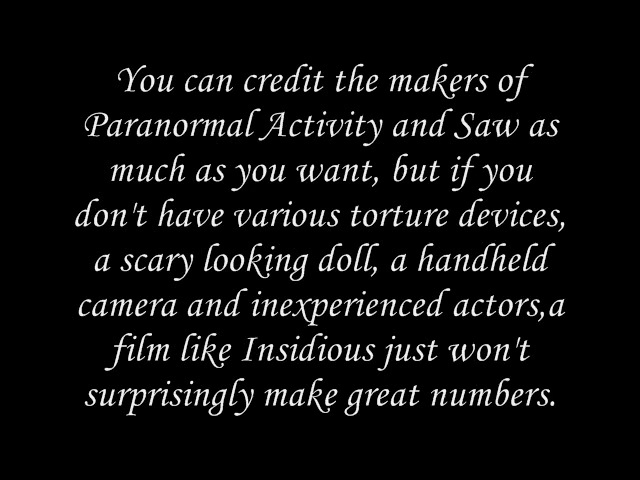 You can credit the makers of
Paranormal Activity and Saw as
much as you want, but if you
don't have various torture devices,
a scary looking doll, a handheld
camera and inexperienced actors,a
film like Insidious just won't
surprisingly make great numbers.